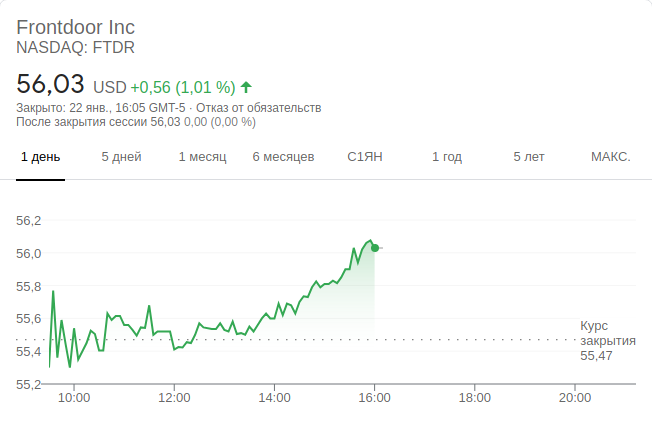 Frontdoor Inc
NASDAQ: FTDR
56,03 USD +0,56 (1,01 %)
Закрыто: 22 янв., 16:05 GMT-5 · Отказ от обязательств
После закрытия сессии 56,03 0,00 (0,00 %)
1 день 5 дней 1 месяц 6 месяцев С1ЯН 1 год 5 лет МАКС.
56,2
56,0
55,8
55,6
55,4
55,2
Курс
закрытия
55,47
10:00 12:00 14:00 16:00 18:00 20:00